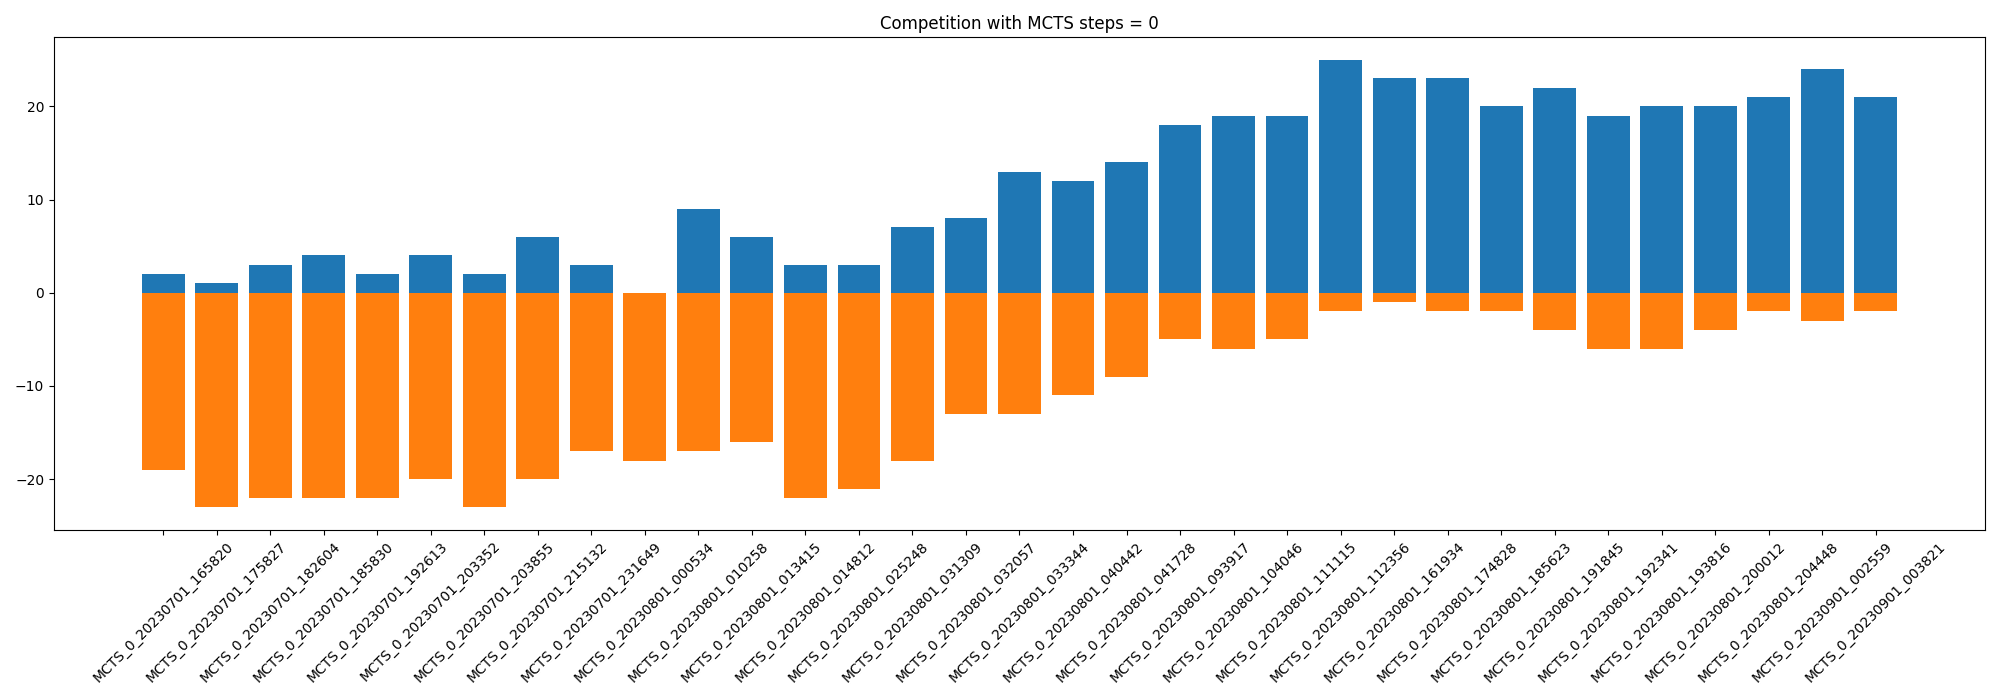 Competition with MCTS steps = 0
20
10
0
−10
−20
MCTS_0_20230701_165820
MCTS_0_20230701_175827
MCTS_0_20230701_182604
MCTS_0_20230701_185830
MCTS_0_20230701_192613
MCTS_0_20230701_203352
MCTS_0_20230701_203855
MCTS_0_20230701_215132
MCTS_0_20230701_231649
MCTS_0_20230801_000534
MCTS_0_20230801_010258
MCTS_0_20230801_013415
MCTS_0_20230801_014812
MCTS_0_20230801_025248
MCTS_0_20230801_031309
MCTS_0_20230801_032057
MCTS_0_20230801_033344
MCTS_0_20230801_040442
MCTS_0_20230801_041728
MCTS_0_20230801_093917
MCTS_0_20230801_104046
MCTS_0_20230801_111115
MCTS_0_20230801_112356
MCTS_0_20230801_161934
MCTS_0_20230801_174828
MCTS_0_20230801_185623
MCTS_0_20230801_191845
MCTS_0_20230801_192341
MCTS_0_20230801_193816
MCTS_0_20230801_200012
MCTS_0_20230801_204448
MCTS_0_20230901_002559
MCTS_0_20230901_003821